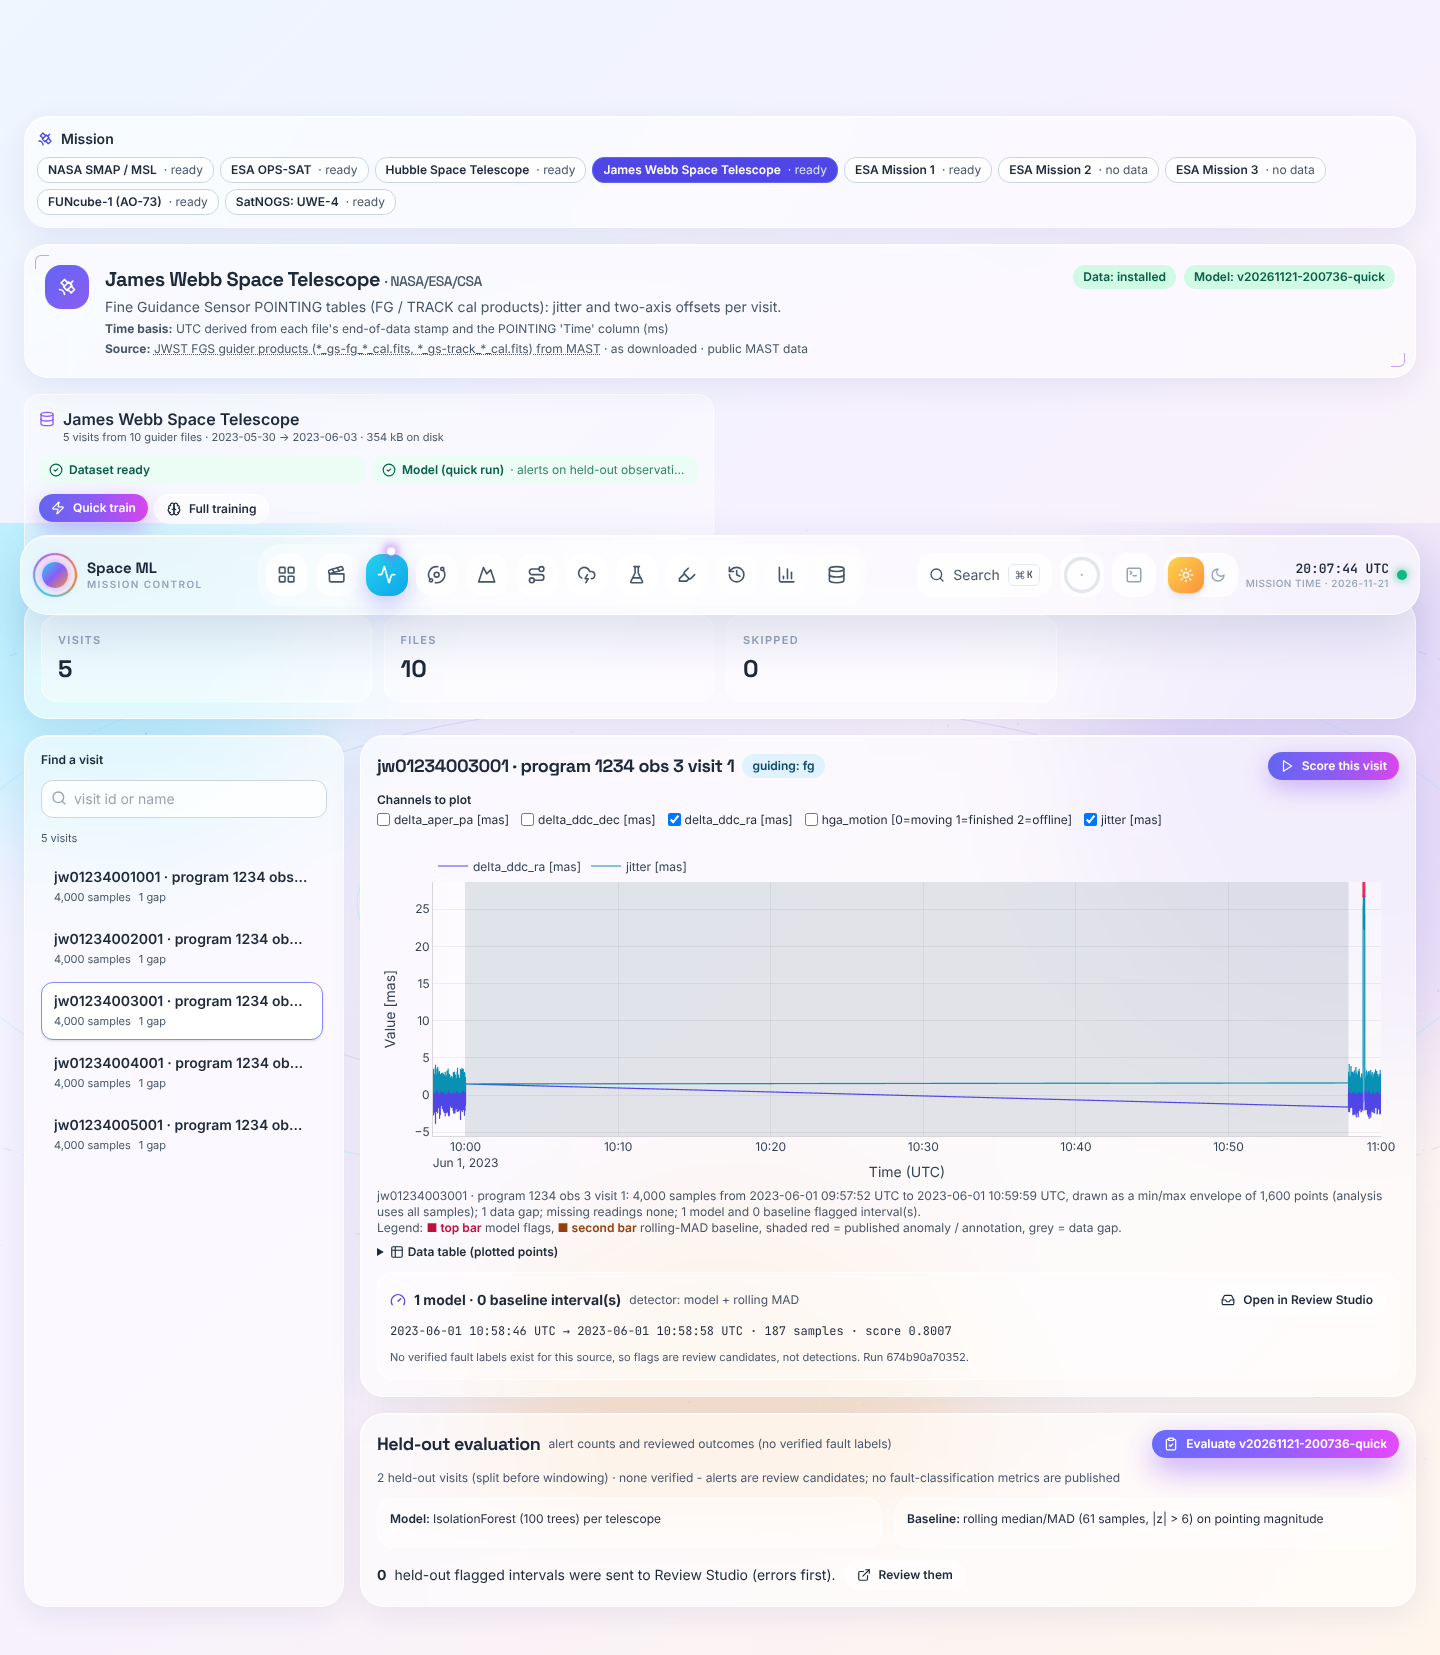 Mission
NASA SMAP / MSL · ready
ESA OPS-SAT · ready
Hubble Space Telescope · ready
James Webb Space Telescope · ready
ESA Mission 1 · ready
ESA Mission 2 · no data
ESA Mission 3 · no data
FUNcube-1 (AO-73) · ready
SatNOGS: UWE-4 · ready
James Webb Space Telescope · NASA/ESA/CSA
Data: installed
Model: v20261121-200736-quick
Fine Guidance Sensor POINTING tables (FG / TRACK cal products): jitter and two-axis offsets per visit.
Time basis: UTC derived from each file's end-of-data stamp and the POINTING 'Time' column (ms)
Source: JWST FGS guider products (*_gs-fg_*_cal.fits, *_gs-track_*_cal.fits) from MAST · as downloaded · public MAST data
James Webb Space Telescope
5 visits from 10 guider files · 2023-05-30 → 2023-06-03 · 354 kB on disk
Dataset ready
Model (quick run) · alerts on held-out observati...
Quick train
Full training
Space ML
MISSION CONTROL
Search ⌘K
20:07:44 UTC
MISSION TIME · 2026-11-21
VISITS
5
FILES
10
SKIPPED
0
Find a visit
visit id or name
5 visits
jw01234001001 · program 1234 obs...
4,000 samples 1 gap
jw01234002001 · program 1234 ob...
4,000 samples 1 gap
jw01234003001 · program 1234 ob...
4,000 samples 1 gap
jw01234004001 · program 1234 ob...
4,000 samples 1 gap
jw01234005001 · program 1234 ob...
4,000 samples 1 gap
jw01234003001 · program 1234 obs 3 visit 1
guiding: fg
Score this visit
Channels to plot
delta_aper_pa [mas]
delta_ddc_dec [mas]
delta_ddc_ra [mas]
hga_motion [0=moving 1=finished 2=offline]
jitter [mas]
delta_ddc_ra [mas]
jitter [mas]
Value [mas]
25
20
15
10
5
0
−5
10:00
10:10
10:20
10:30
10:40
10:50
11:00
Jun 1, 2023
Time (UTC)
jw01234003001 · program 1234 obs 3 visit 1: 4,000 samples from 2023-06-01 09:57:52 UTC to 2023-06-01 10:59:59 UTC, drawn as a min/max envelope of 1,600 points (analysis
uses all samples); 1 data gap; missing readings none; 1 model and 0 baseline flagged interval(s).
Legend: ■ top bar model flags, ■ second bar rolling-MAD baseline, shaded red = published anomaly / annotation, grey = data gap.
Data table (plotted points)
1 model · 0 baseline interval(s) detector: model + rolling MAD
Open in Review Studio
2023-06-01 10:58:46 UTC → 2023-06-01 10:58:58 UTC · 187 samples · score 0.8007
No verified fault labels exist for this source, so flags are review candidates, not detections. Run 674b90a70352.
Held-out evaluation alert counts and reviewed outcomes (no verified fault labels)
Evaluate v20261121-200736-quick
2 held-out visits (split before windowing) · none verified - alerts are review candidates; no fault-classification metrics are published
Model: IsolationForest (100 trees) per telescope
Baseline: rolling median/MAD (61 samples, |z| > 6) on pointing magnitude
0 held-out flagged intervals were sent to Review Studio (errors first).
Review them